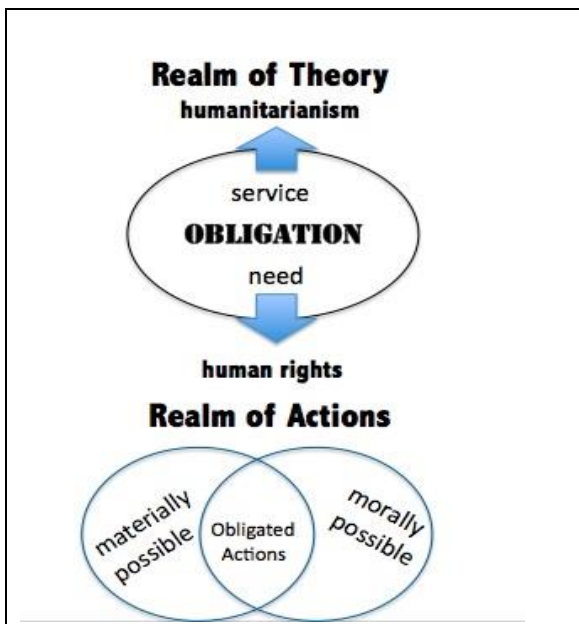 Realm of Theory
humanitarianism
service
OBLIGATION
need
human rights
Realm of Actions
materially
possible
Obligated
Actions
morally
possible